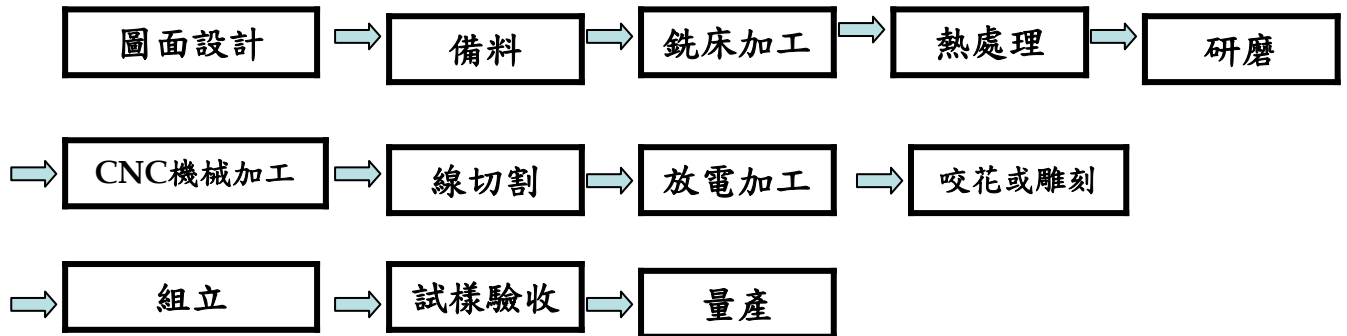 圖面設計 備料 銑床加工 熱處理 研磨
CNC機械加工 線切割 放電加工 咬花或雕刻
組立 試樣驗收 量產